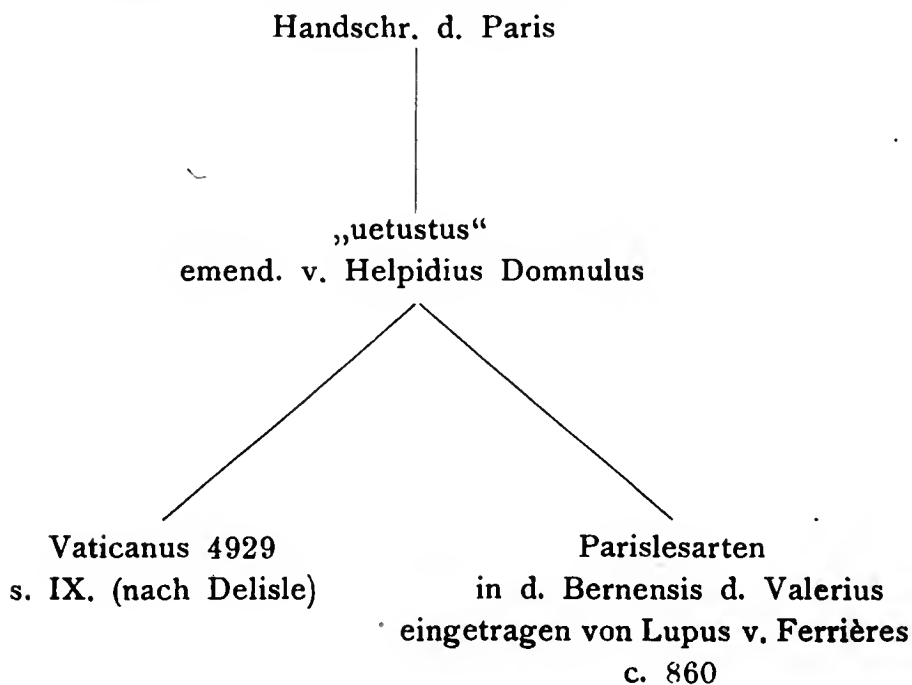 Handschr. d. Paris
„uetustus“
emend. v. Helpidius Domnulus
Vaticanus 4929
s. IX. (nach Delisle)
Parislesarten
in d. Bernensis d. Valerius
eingetragen von Lupus v. Ferrières
c. 860